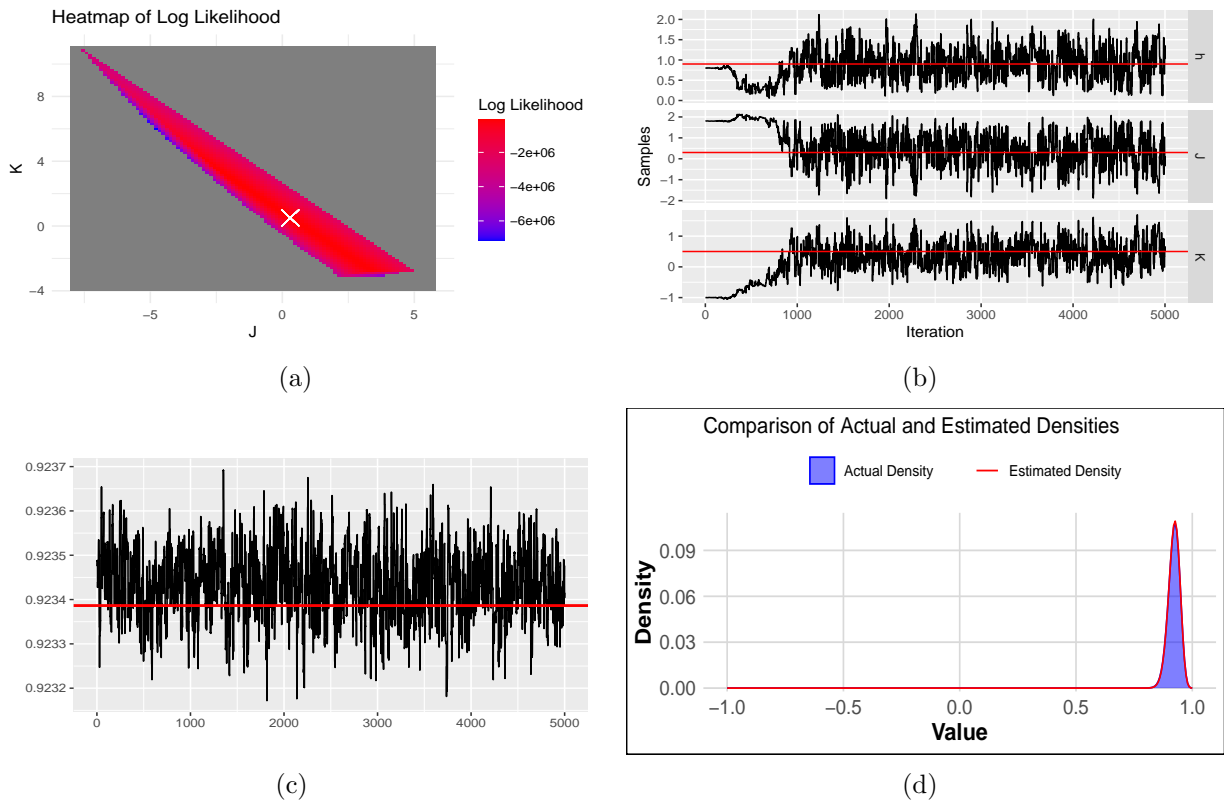 Heatmap of Log Likelihood
8
4
0
−4
K
−5
0
5
J
Log Likelihood
−2e+06
−4e+06
−6e+06
(a)
2.0
1.5
1.0
0.5
0.0
h
2
1
0
−1
−2
J
1
0
−1
K
Samples
0
1000
2000
3000
4000
5000
Iteration
(b)
0.9237
0.9236
0.9235
0.9234
0.9233
0.9232
0
1000
2000
3000
4000
5000
(c)
Comparison of Actual and Estimated Densities
Actual Density
Estimated Density
0.09
0.06
0.03
0.00
Density
−1.0
−0.5
0.0
0.5
1.0
Value
(d)